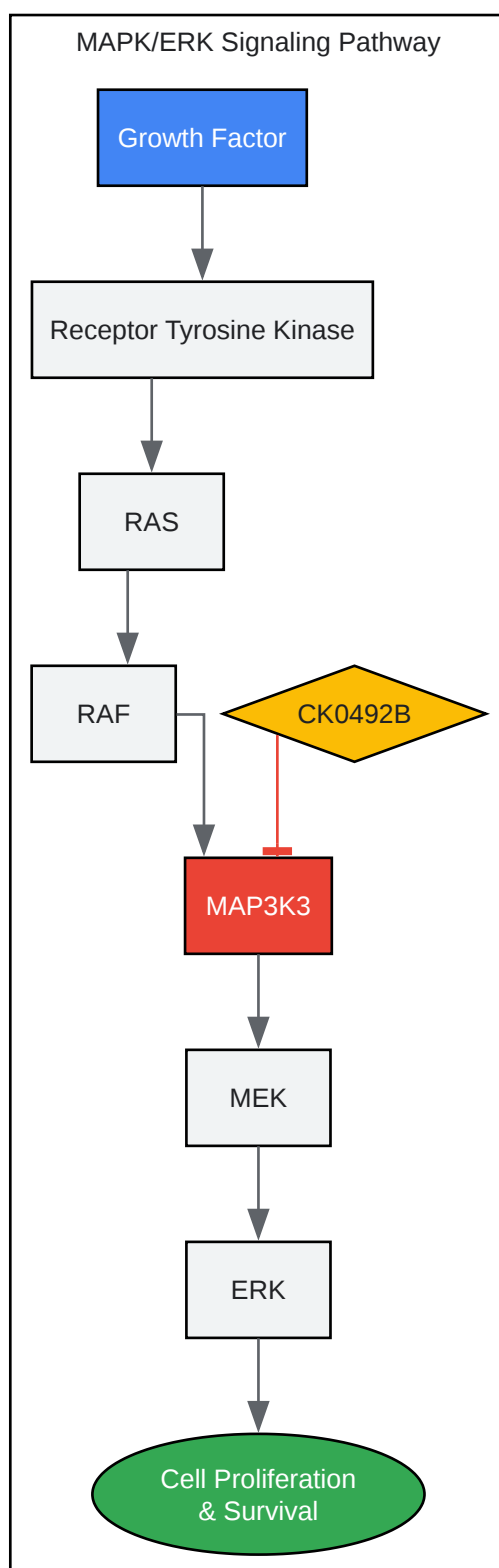 MAPK/ERK Signaling Pathway
Growth Factor
Receptor Tyrosine Kinase
RAS
RAF
CK0492B
MAP3K3
MEK
ERK
Cell Proliferation
& Survival